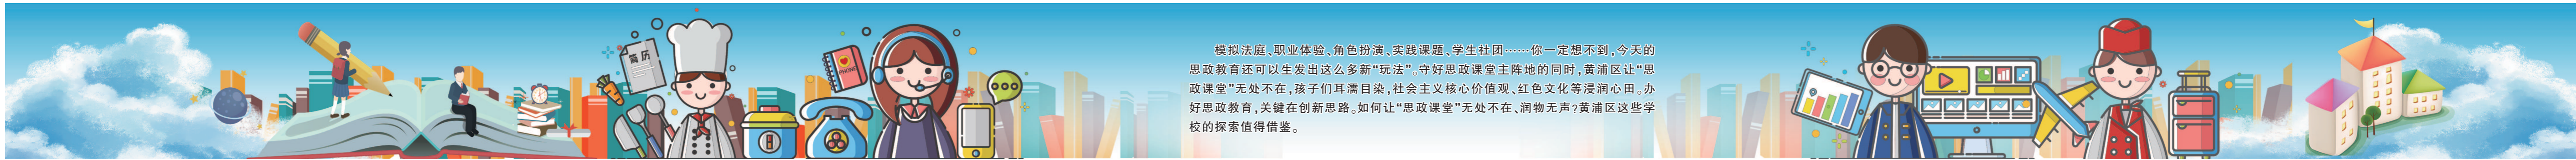 简历
PHONE
模拟法庭、职业体验、角色扮演、实践课题、学生社团……你一定想不到,今天的
思政教育还可以生发出这么多新“玩法”。守好思政课堂主阵地的同时,黄浦区让“思
政课堂”无处不在,孩子们耳濡目染,社会主义核心价值观、红色文化等浸润心田。办
好思政教育,关键在创新思路。如何让“思政课堂”无处不在、润物无声?黄浦区这些学
校的探索值得借鉴。